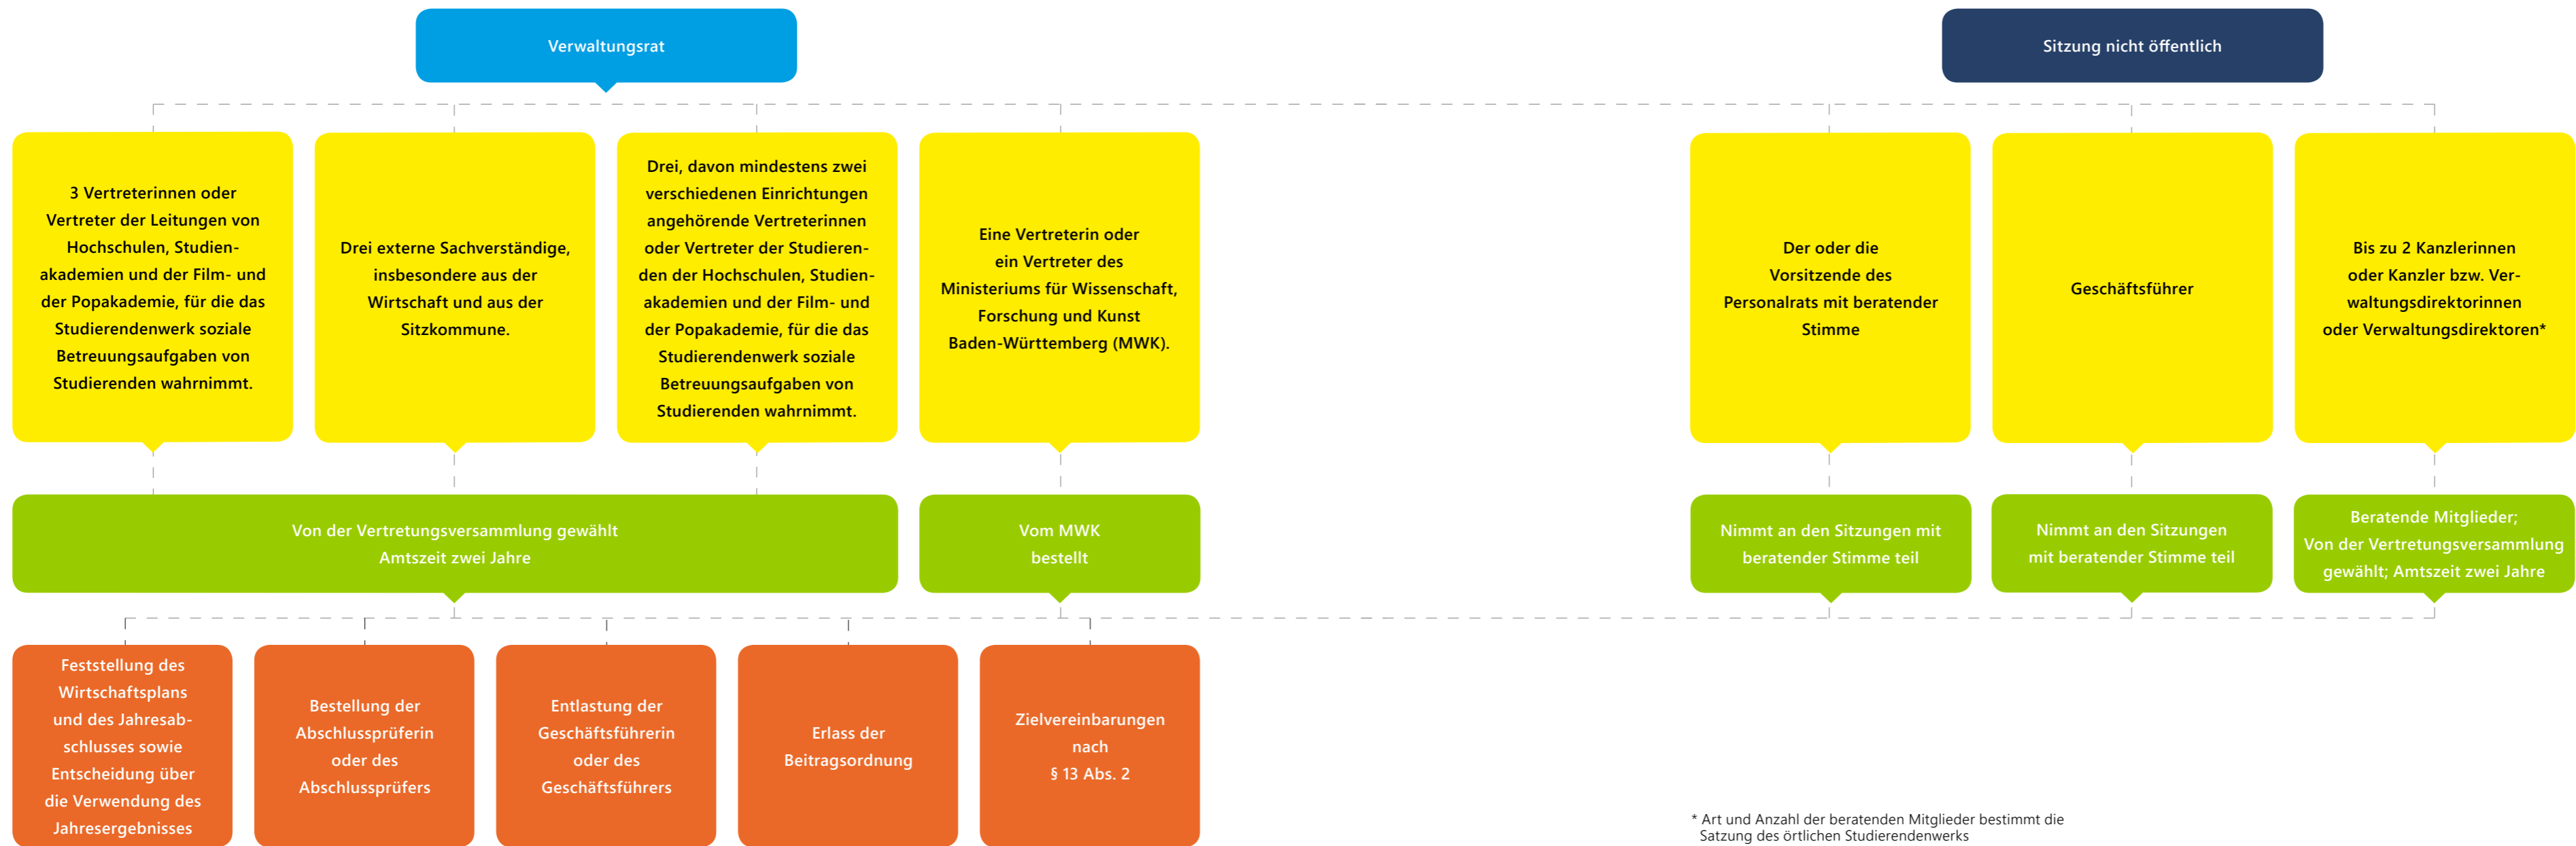 Verwaltungsrat
Sitzung nicht öffentlich
3 Vertreterinnen oder
Vertreter der Leitungen von
Hochschulen, Studien-
akademien und der Film- und
der Popakademie, für die das
Studierendenwerk soziale
Betreuungsaufgaben von
Studierenden wahrnimmt.
Drei externe Sachverständige,
insbesondere aus der
Wirtschaft und aus der
Sitzkommune.
Drei, davon mindestens zwei
verschiedenen Einrichtungen
angehörende Vertreterinnen
oder Vertreter der Studieren-
den der Hochschulen, Studien-
akademien und der Film- und
der Popakademie, für die das
Studierendenwerk soziale
Betreuungsaufgaben von
Studierenden wahrnimmt.
Eine Vertreterin oder
ein Vertreter des
Ministeriums für Wissenschaft,
Forschung und Kunst
Baden-Württemberg (MWK).
Der oder die
Vorsitzende des
Personalrats mit beratender
Stimme
Geschäftsführer
Bis zu 2 Kanzlerinnen
oder Kanzler bzw. Ver-
waltungsdirektorinnen
oder Verwaltungsdirektoren*
Von der Vertretungsversammlung gewählt
Amtszeit zwei Jahre
Vom MWK
bestellt
Nimmt an den Sitzungen mit
beratender Stimme teil
Nimmt an den Sitzungen
mit beratender Stimme teil
Beratende Mitglieder;
Von der Vertretungsversammlung
gewählt; Amtszeit zwei Jahre
Feststellung des
Wirtschaftsplans
und des Jahresab-
schlusses sowie
Entscheidung über
die Verwendung des
Jahresergebnisses
Bestellung der
Abschlussprüferin
oder des
Abschlussprüfers
Entlastung der
Geschäftsführerin
oder des
Geschäftsführers
Erlass der
Beitragsordnung
Zielvereinbarungen
nach
§ 13 Abs. 2
* Art und Anzahl der beratenden Mitglieder bestimmt die
Satzung des örtlichen Studierendenwerks